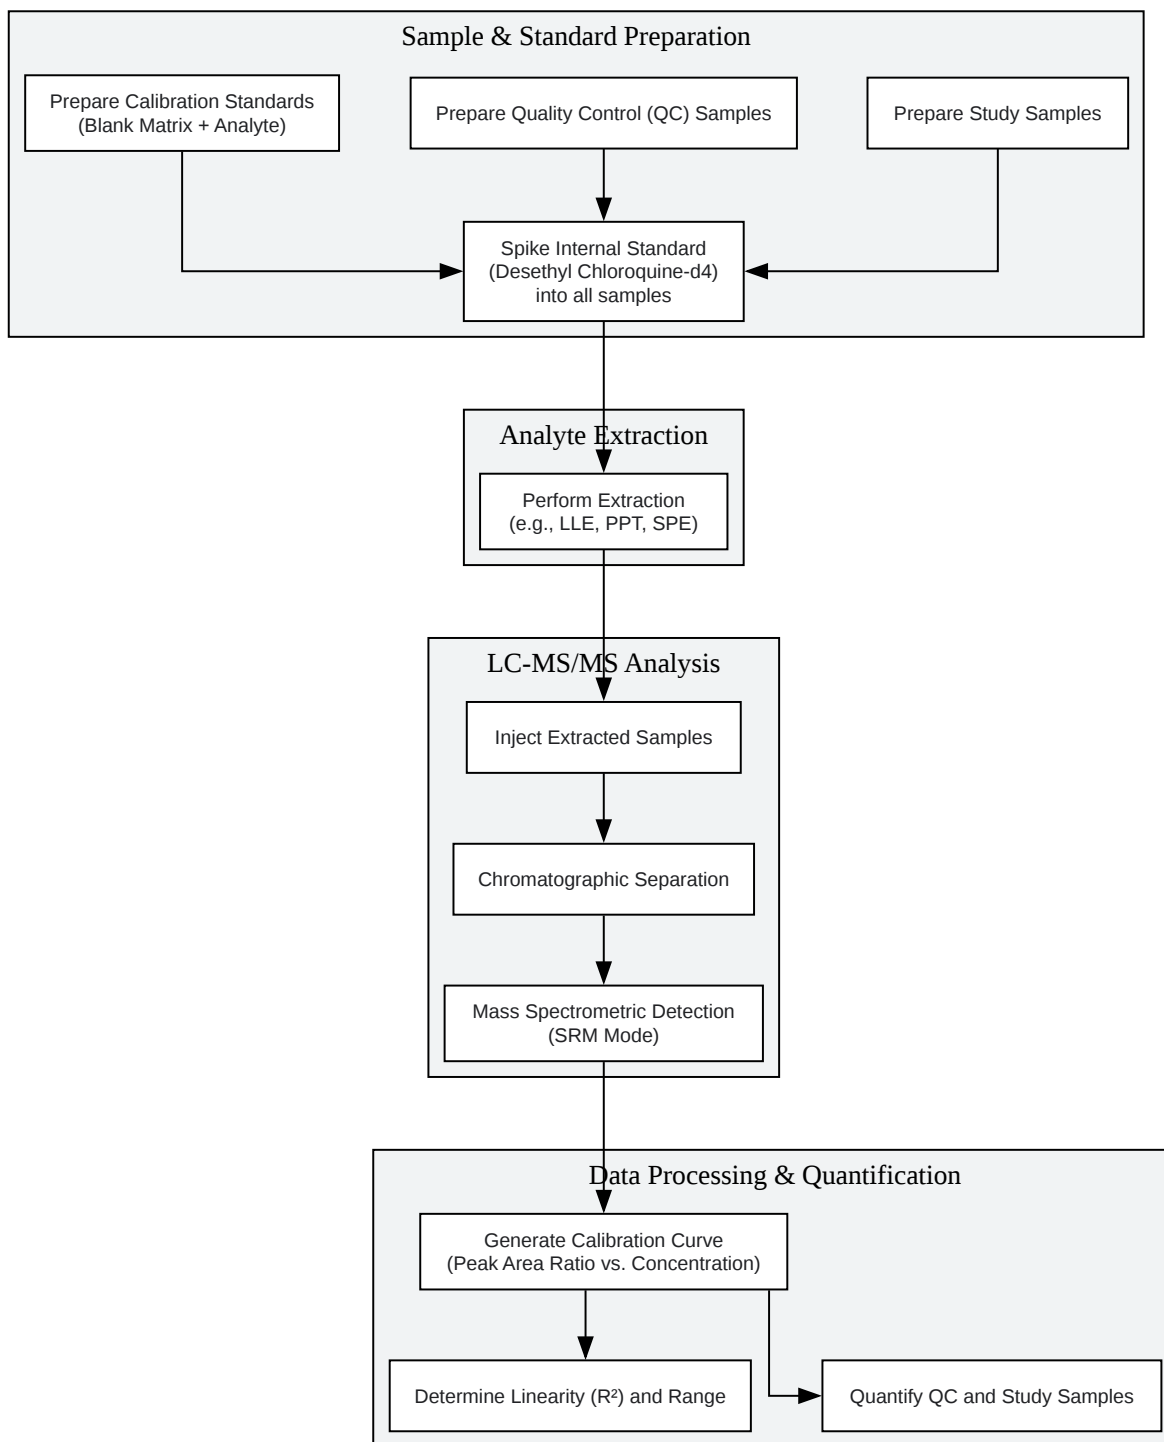 Sample & Standard Preparation
Prepare Calibration Standards
(Blank Matrix + Analyte)
Prepare Quality Control (QC) Samples
Prepare Study Samples
Spike Internal Standard
(Desethyl Chloroquine-d4)
into all samples
Analyte Extraction
Perform Extraction
(e.g., LLE, PPT, SPE)
LC-MS/MS Analysis
Inject Extracted Samples
Chromatographic Separation
Mass Spectrometric Detection
(SRM Mode)
Data Processing & Quantification
Generate Calibration Curve
(Peak Area Ratio vs. Concentration)
Determine Linearity (R²) and Range
Quantify QC and Study Samples